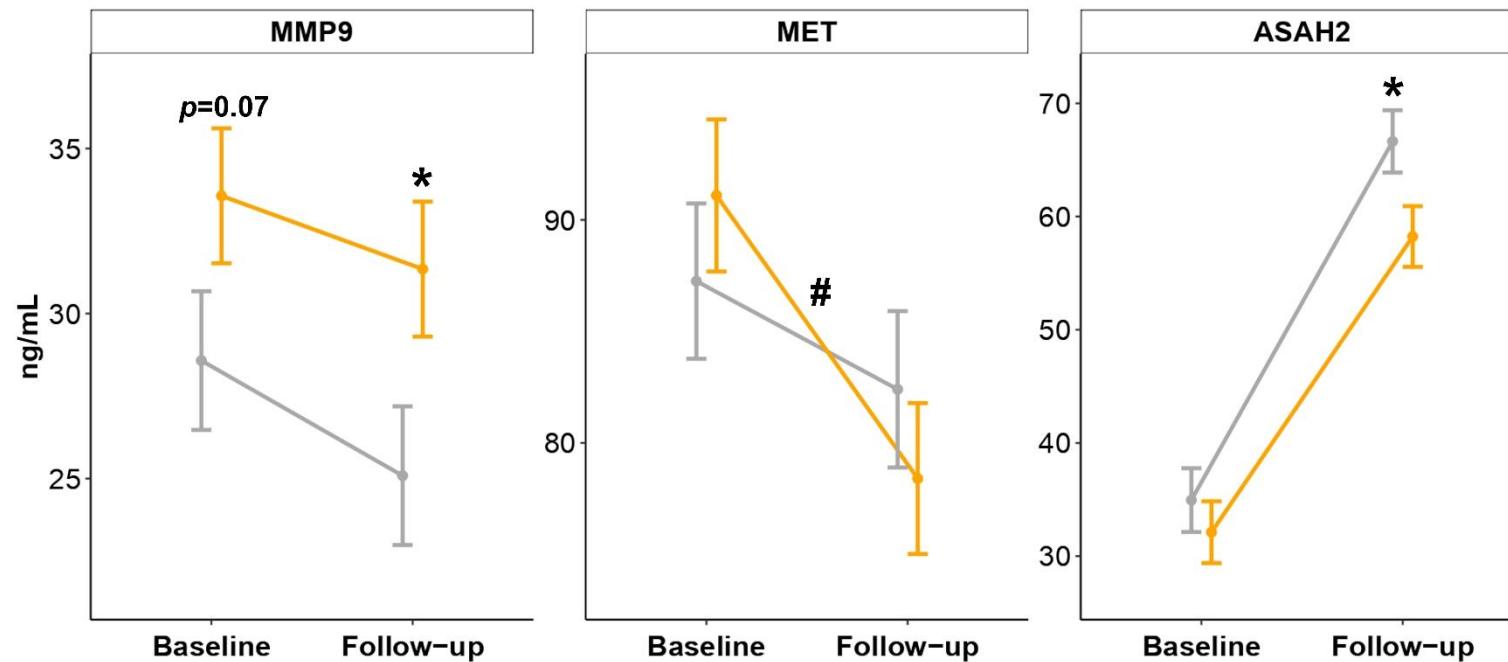 MMP9
MET
ASAH2
p=0.07
*
#
*
ng/mL
35
30
25
90
80
70
60
50
40
30
Baseline
Follow−up
Baseline
Follow−up
Baseline
Follow−up